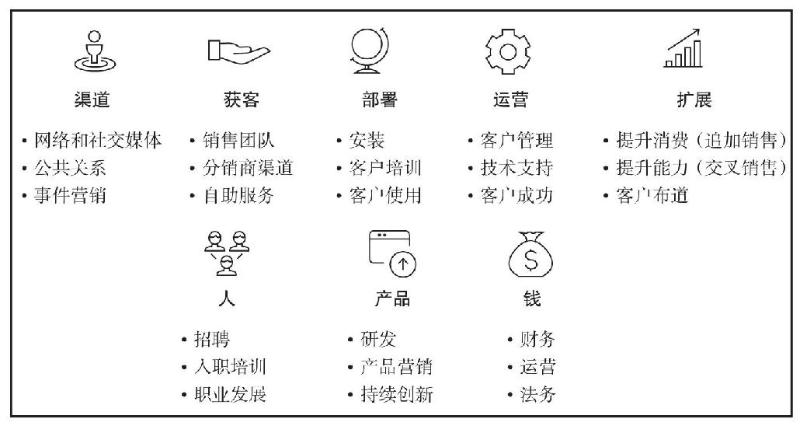 渠道
• 网络和社交媒体
• 公共关系
• 事件营销
获客
• 销售团队
• 分销商渠道
• 自助服务
部署
• 安装
• 客户培训
• 客户使用
运营
• 客户管理
• 技术支持
• 客户成功
扩展
• 提升消费（追加销售）
• 提升能力（交叉销售）
• 客户布道
人
• 招聘
• 入职培训
• 职业发展
产品
• 研发
• 产品营销
• 持续创新
$
钱
• 财务
• 运营
• 法务